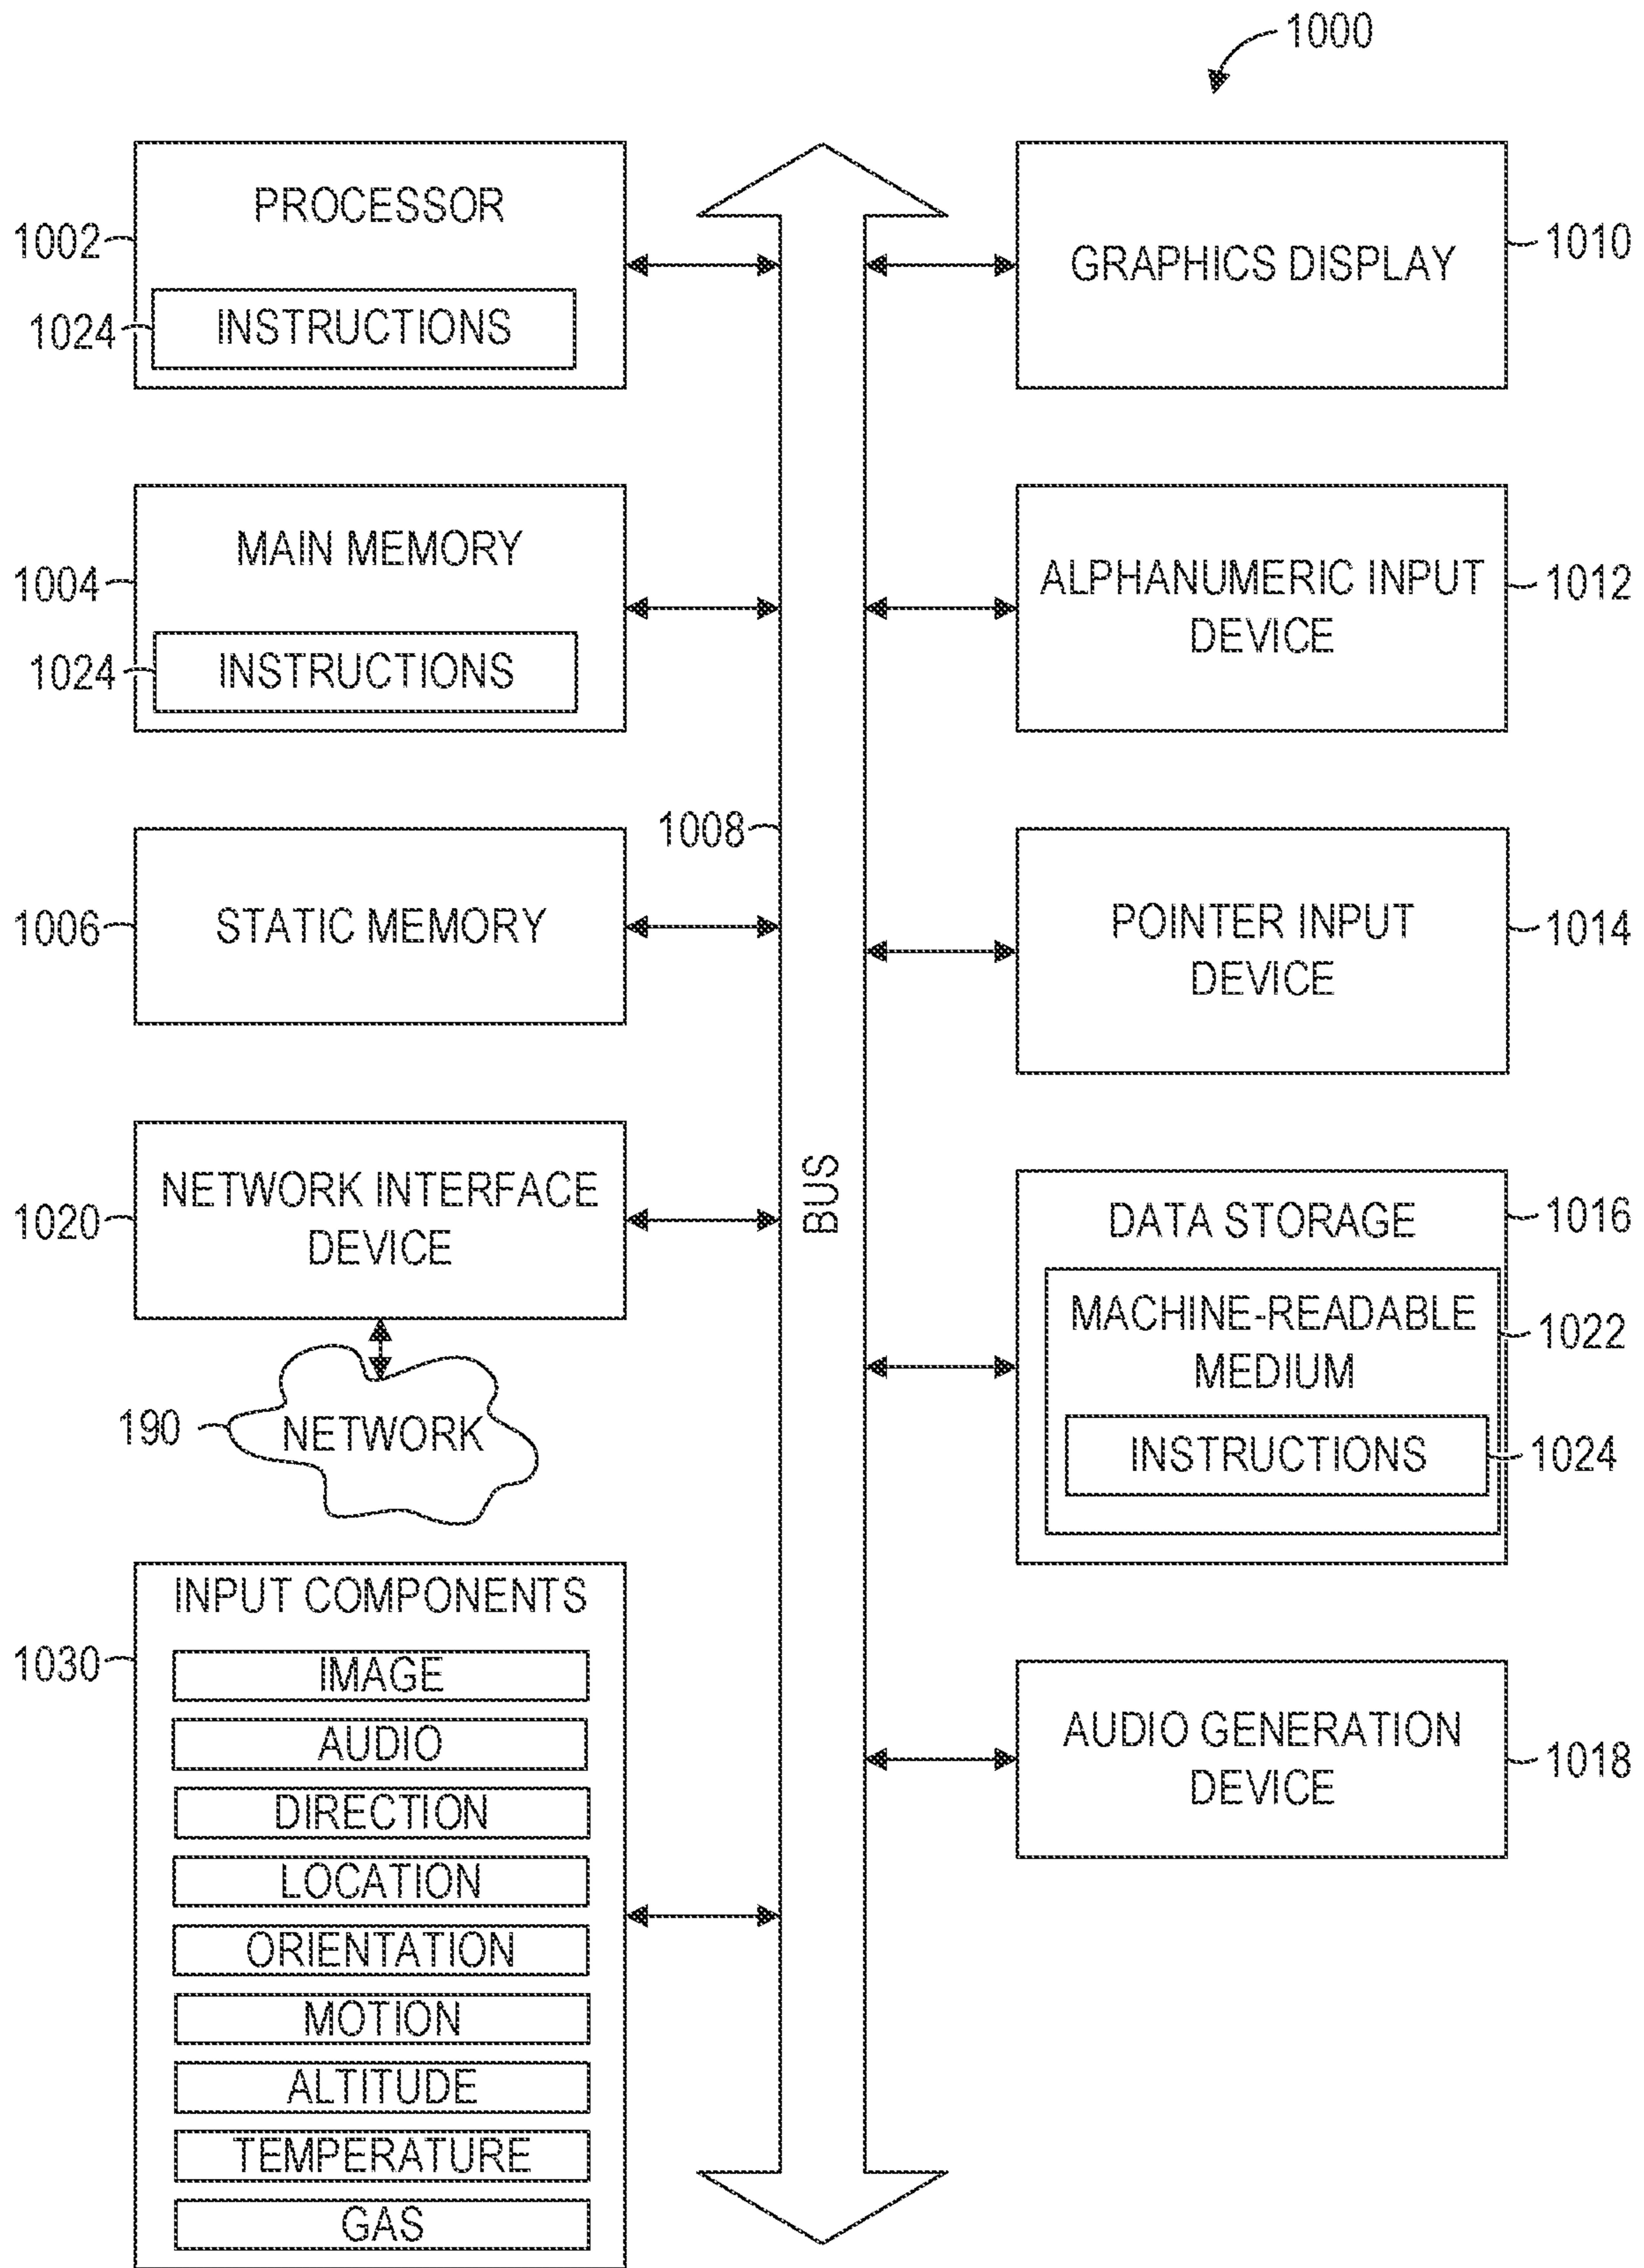 1000
PROCESSOR
1002
1024
INSTRUCTIONS
MAIN MEMORY
1004
1024
INSTRUCTIONS
1008
STATIC MEMORY
1006
NETWORK INTERFACE
DEVICE
1020
190
NETWORK
INPUT COMPONENTS
1030
IMAGE
AUDIO
DIRECTION
LOCATION
ORIENTATION
MOTION
ALTITUDE
TEMPERATURE
GAS
BUS
GRAPHICS DISPLAY
1010
ALPHANUMERIC INPUT
DEVICE
1012
POINTER INPUT
DEVICE
1014
DATA STORAGE
1016
MACHINE-READABLE
MEDIUM
1022
INSTRUCTIONS
1024
AUDIO GENERATION
DEVICE
1018